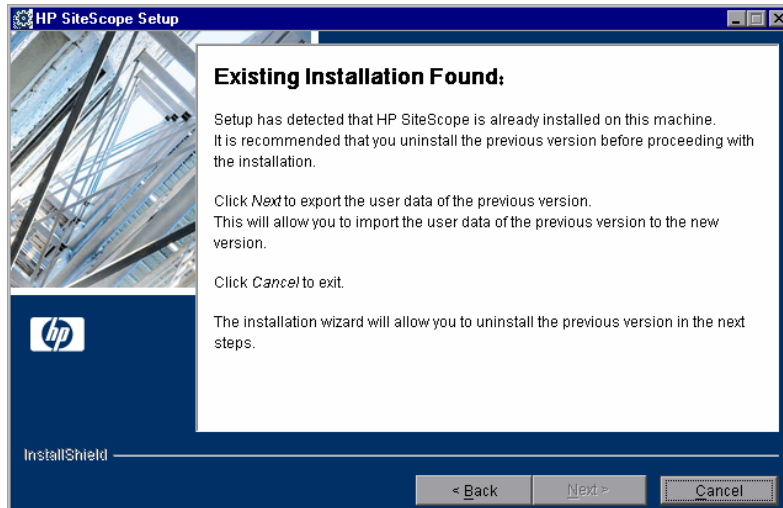 HP SiteScope Setup
Existing Installation Found:
Setup has detected that HP SiteScope is already installed on this machine.
It is recommended that you uninstall the previous version before proceeding with
the installation.
Click Next to export the user data of the previous version.
This will allow you to import the user data of the previous version to the new
version.
Click Cancel to exit.
The installation wizard will allow you to uninstall the previous version in the next
steps.
hp
InstallShield
< Back
Next >
Cancel